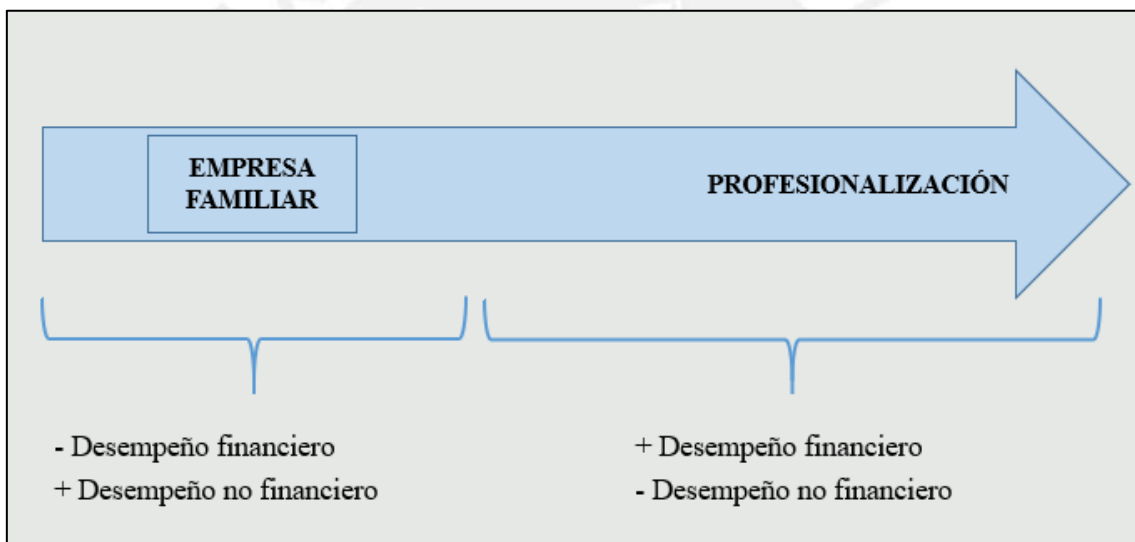 EMPRESA
FAMILIAR
PROFESIONALIZACIÓN
- Desempeño financiero
+ Desempeño no financiero
+ Desempeño financiero
- Desempeño no financiero